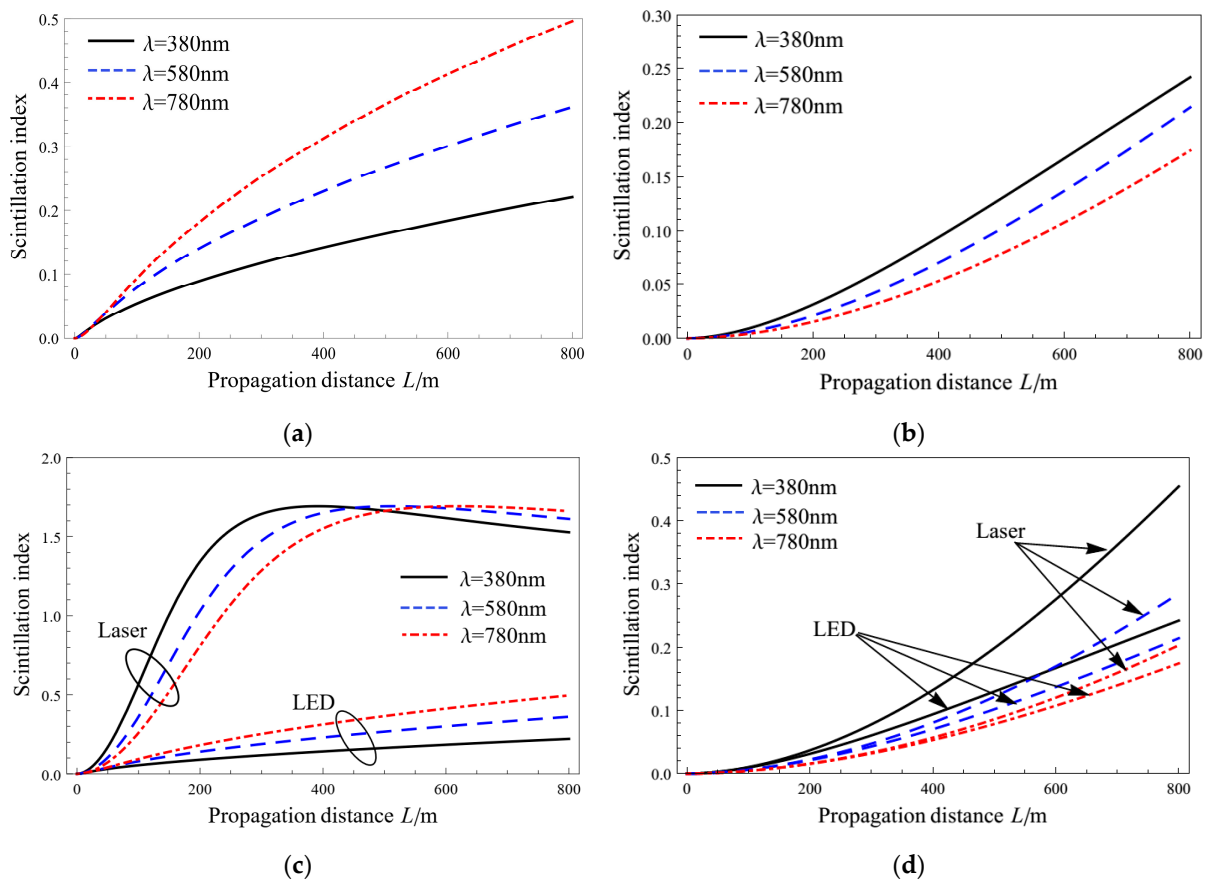 0.5
0.4
0.3
0.2
0.1
0.0
Scintillation index
λ=380nm
λ=580nm
λ=780nm
0
200
400
600
800
Propagation distance L/m
(a)
0.30
0.25
0.20
0.15
0.10
0.05
0.00
Scintillation index
λ=380nm
λ=580nm
λ=780nm
0
200
400
600
800
Propagation distance L/m
(b)
2.0
1.5
1.0
0.5
0.0
Scintillation index
λ=380nm
λ=580nm
λ=780nm
Laser
LED
0
200
400
600
800
Propagation distance L/m
(c)
0.5
0.4
0.3
0.2
0.1
0.0
Scintillation index
λ=380nm
λ=580nm
λ=780nm
Laser
LED
0
200
400
600
800
Propagation distance L/m
(d)